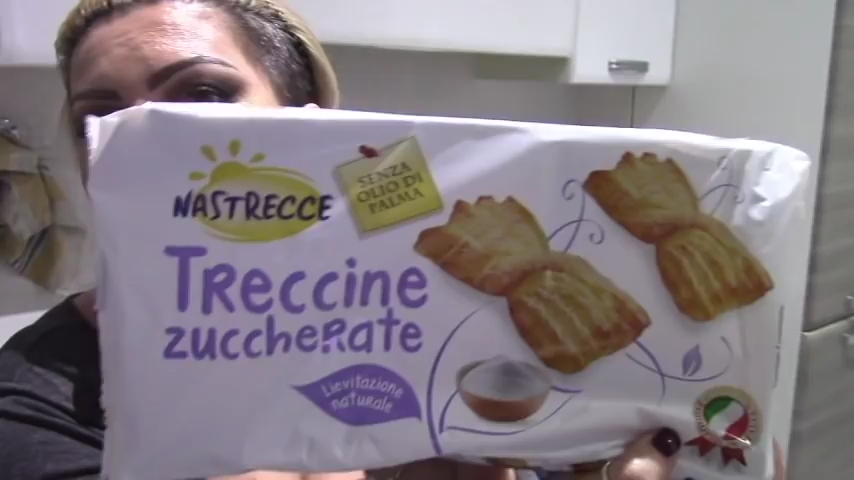 NASTRECCE
SENZA
OLIO DI
PALMA
TRECCINE
ZUCCHERATE
Lievitazione
naturale